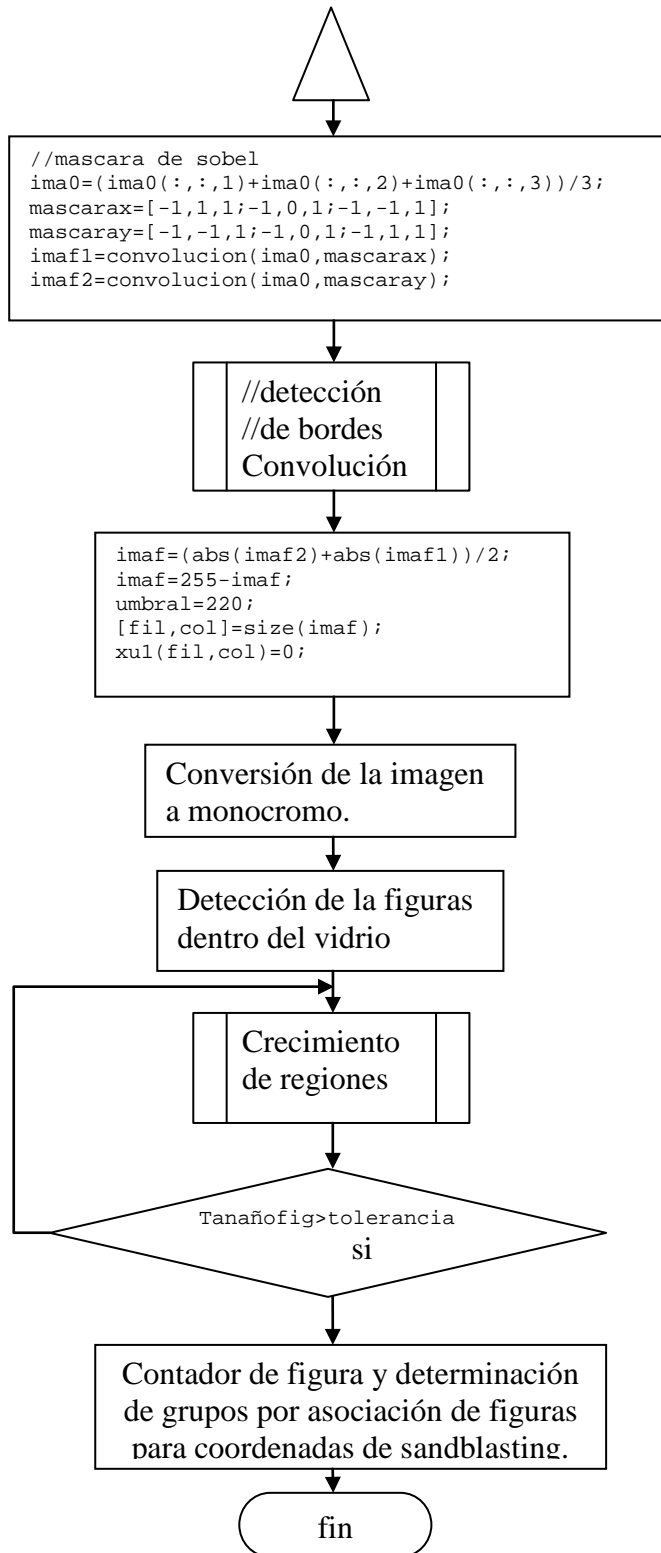 //mascara de sobel
ima0=(ima0(:,:,1)+ima0(:,:,2)+ima0(:,:,3))/3;
mascarax=[-1,1,1;-1,0,1;-1,-1,1];
mascaray=[-1,-1,1;-1,0,1;-1,1,1];
imaf1=convolucion(ima0,mascarax);
imaf2=convolucion(ima0,mascaray);
//detección
//de bordes
Convolución
imaf=(abs(imaf2)+abs(imaf1))/2;
imaf=255-imaf;
umbral=220;
[fil,col]=size(imaf);
xu1(fil,col)=0;
Conversión de la imagen
a monocromo.
Detección de la figuras
dentro del vidrio
Crecimiento
de regiones
Tanañofig>tolerancia
si
Contador de figura y determinación
de grupos por asociación de figuras
para coordenadas de sandblasting.
fin